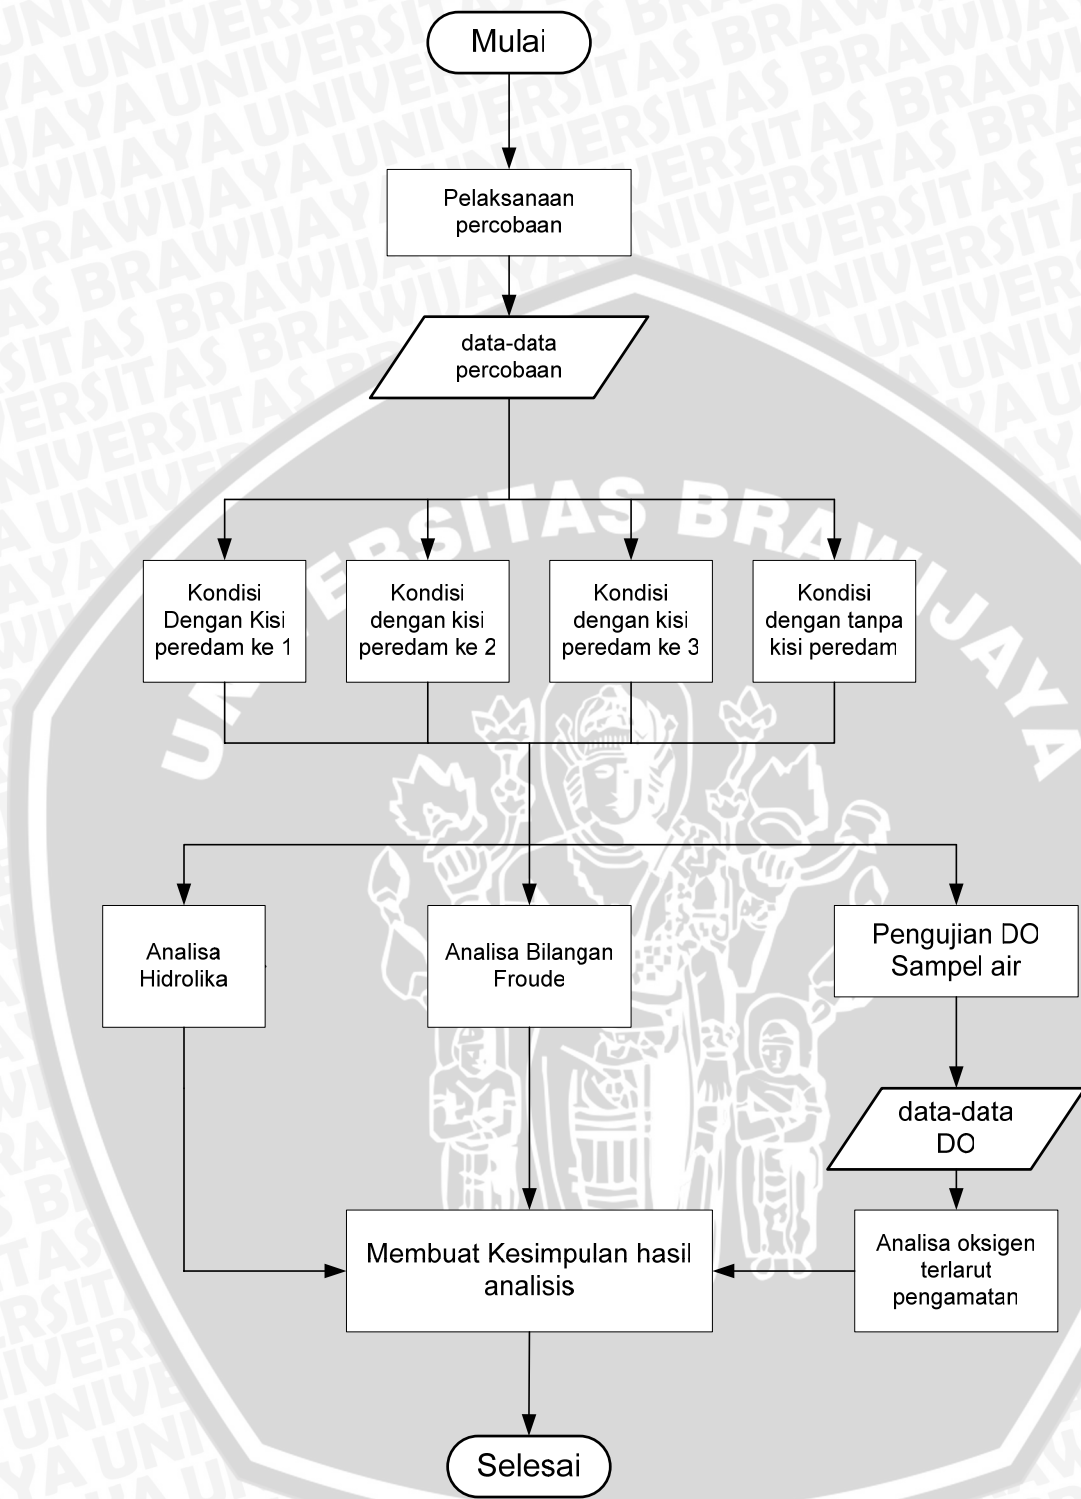 Mulai
Pelaksanaan
percobaan
data-data
percobaan
UNIVERSITAS BRAWIJAYA
Kondisi
Dengan Kisi
peredam ke 1
Kondisi
dengan kisi
peredam ke 2
Kondisi
dengan kisi
peredam ke 3
Kondisi
dengan tanpa
kisi peredam
Analisa
Hidrolika
Analisa Bilangan
Froude
Pengujian DO
Sampel air
data-data
DO
Membuat Kesimpulan hasil
analisis
Analisa oksigen
terlarut
pengamatan
Selesai